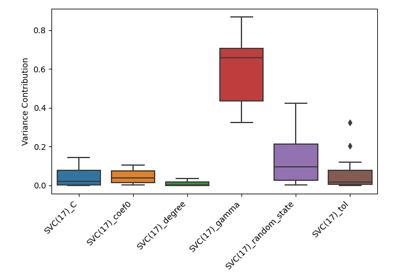 Variance Contribution
0.8
0.6
0.4
0.2
0.0
SVC(17)_C
SVC(17)_coef0
SVC(17)_degree
SVC(17)_gamma
SVC(17)_random_state
SVC(17)_tol